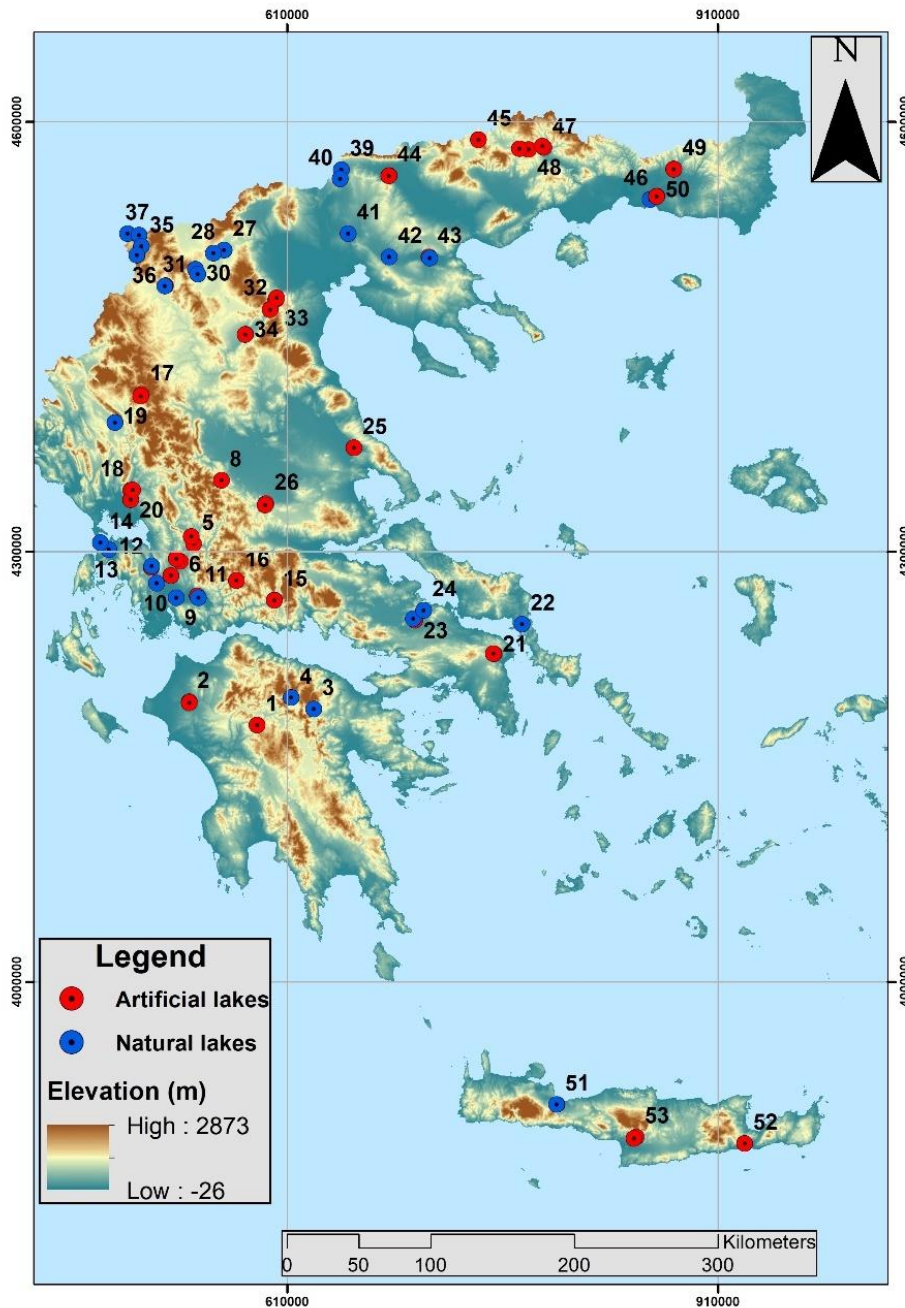 610000 910000
N
4600000 4600000
45 47
39 44 48 49
40 46 50
41
37 35 28 27 42 43
36 31 30
32
33
34
17
19
25
8
18 26
20
14 5
12
13 6 11 16 15
10 9 24 22
23 21
2 4 3
1
4300000 4300000
Legend
Artificial lakes
Natural lakes
Elevation (m)
High : 2873
Low : -26
4000000 4000000
51
53 52
Kilometers
0 50 100 200 300
610000 910000